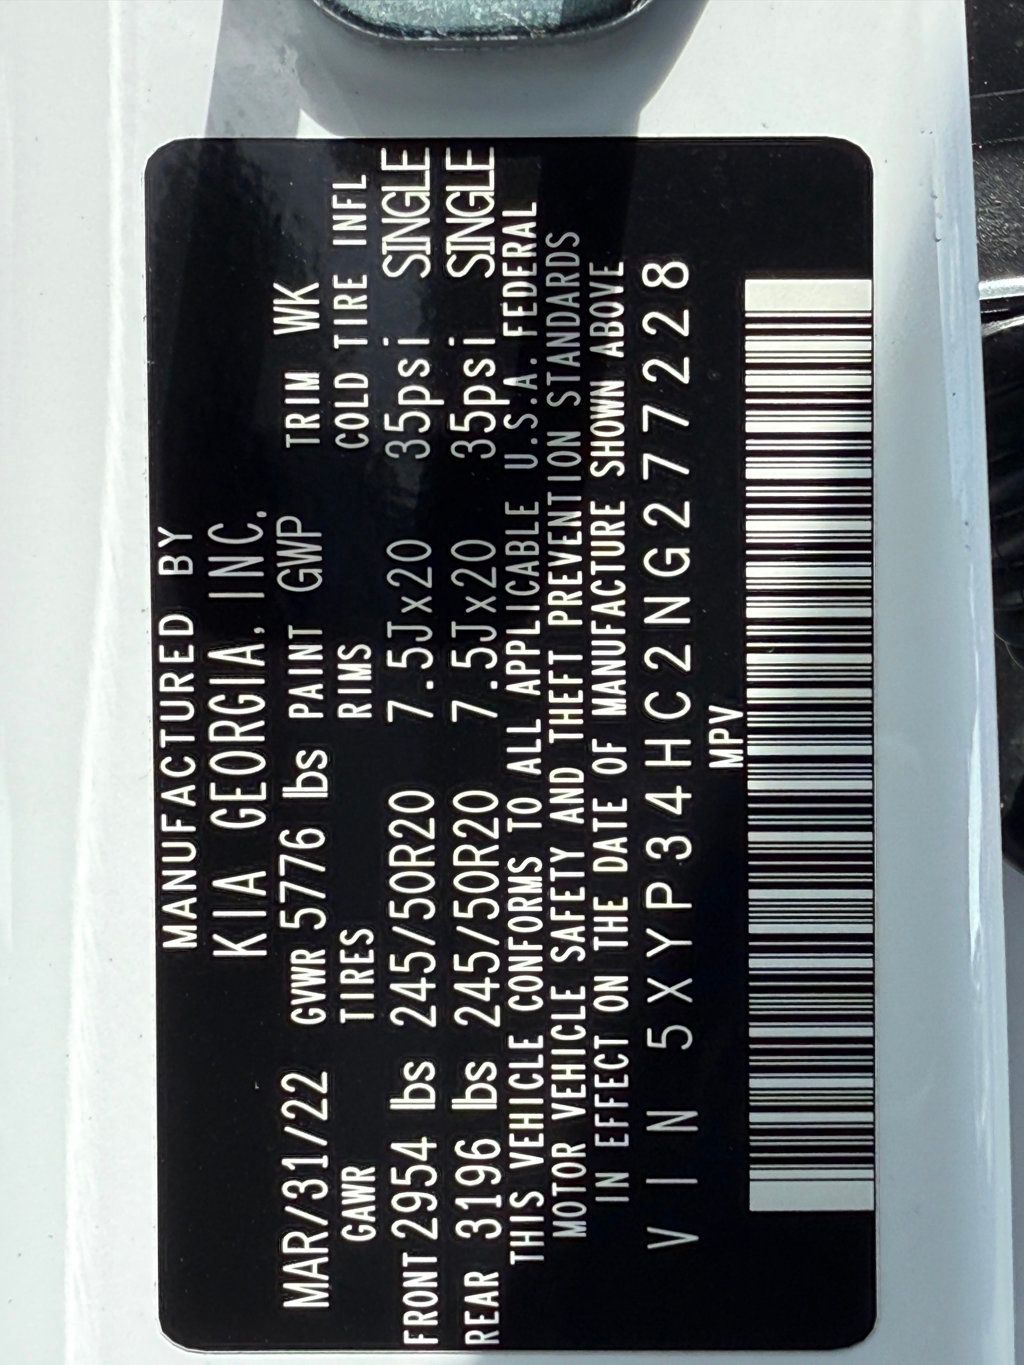 MANUFACTURED BY
KIA GEORGIA, INC.
MAR/31/22 GVWR 5776 lbs PAINT GWP TRIM WK
GAWR TIRES RIMS COLD TIRE INFL
FRONT 2954 lbs 245/50R20 7.5Jx20 35psi SINGLE
REAR 3196 lbs 245/50R20 7.5Jx20 35psi SINGLE
THIS VEHICLE CONFORMS TO ALL APPLICABLE U.S.A. FEDERAL
MOTOR VEHICLE SAFETY AND THEFT PREVENTION STANDARDS
IN EFFECT ON THE DATE OF MANUFACTURE SHOWN ABOVE
VIN 5XYP34HC2NG277228
MPV